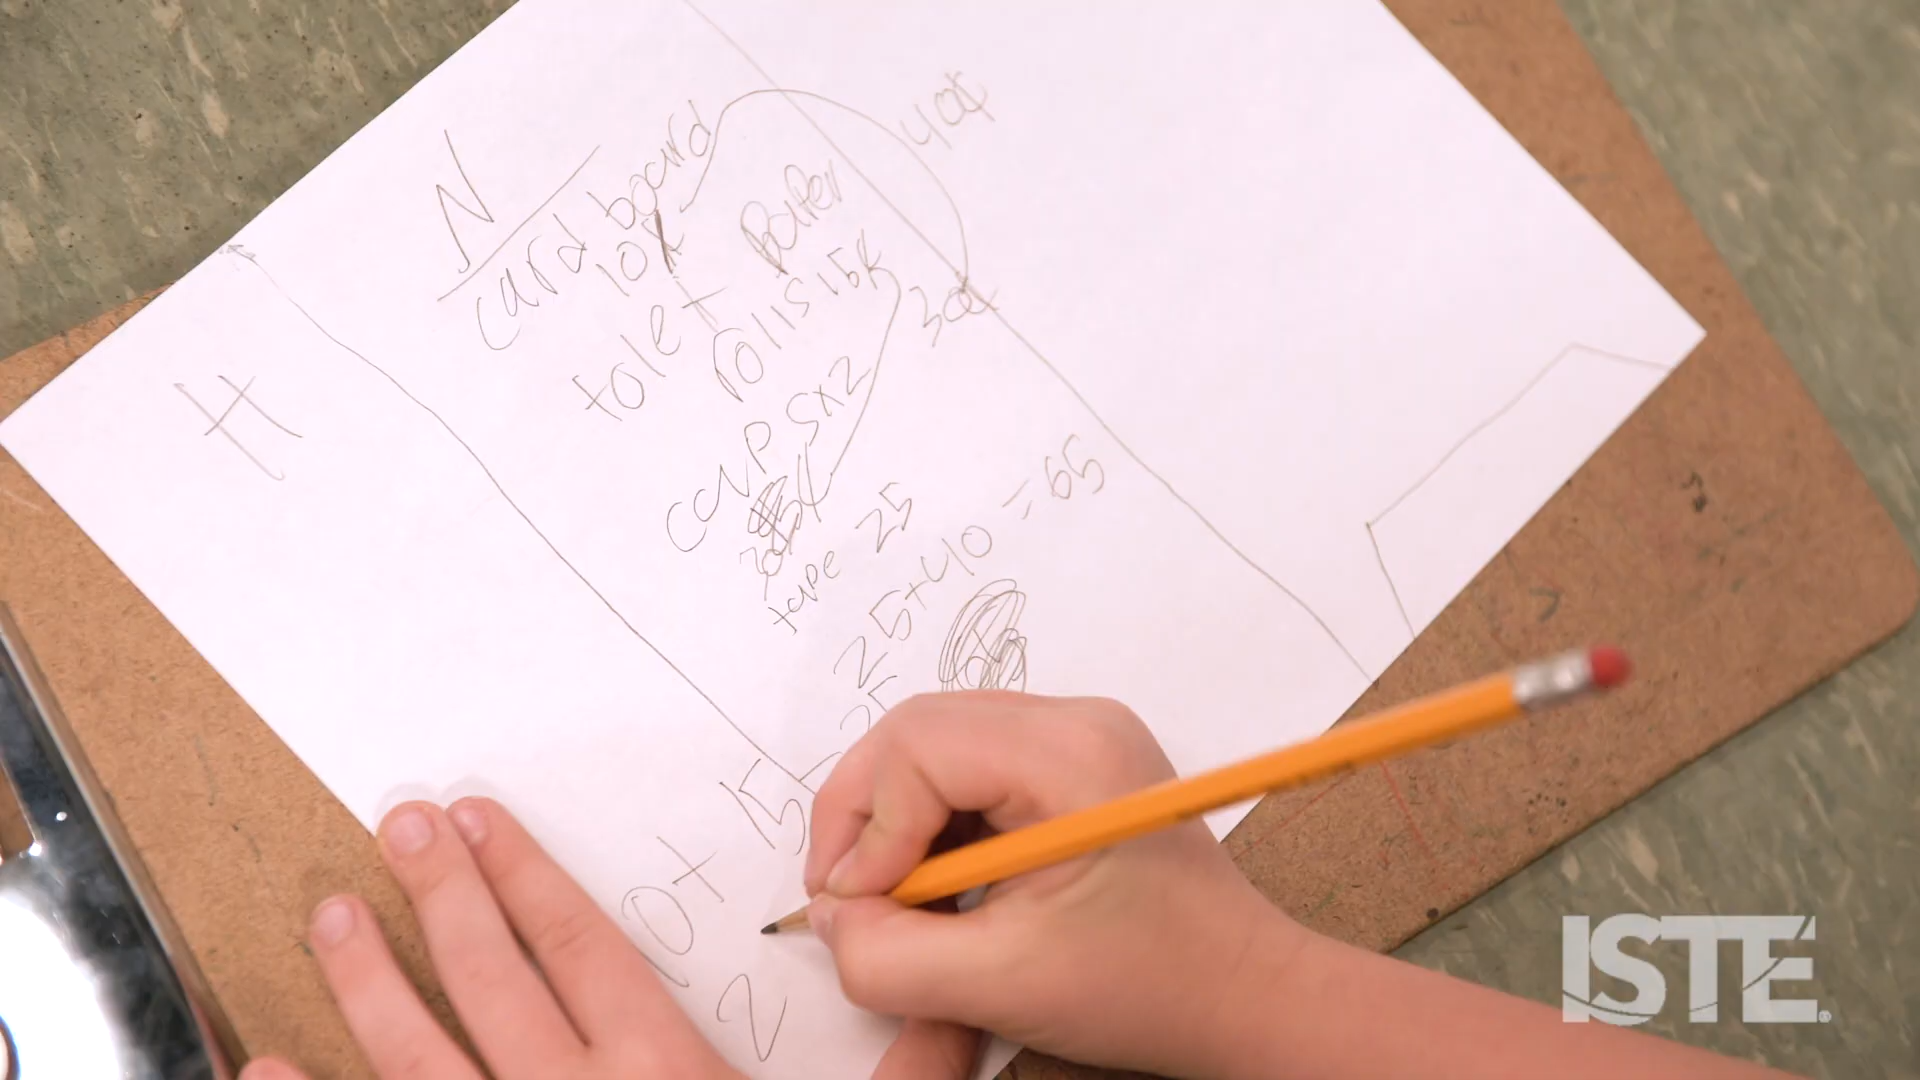 N
H
card board
10¢
40¢
tolet Paper
rolls 15¢
30¢
cup 5x2
tape 25
25+40=65
10+15
2
ISTE